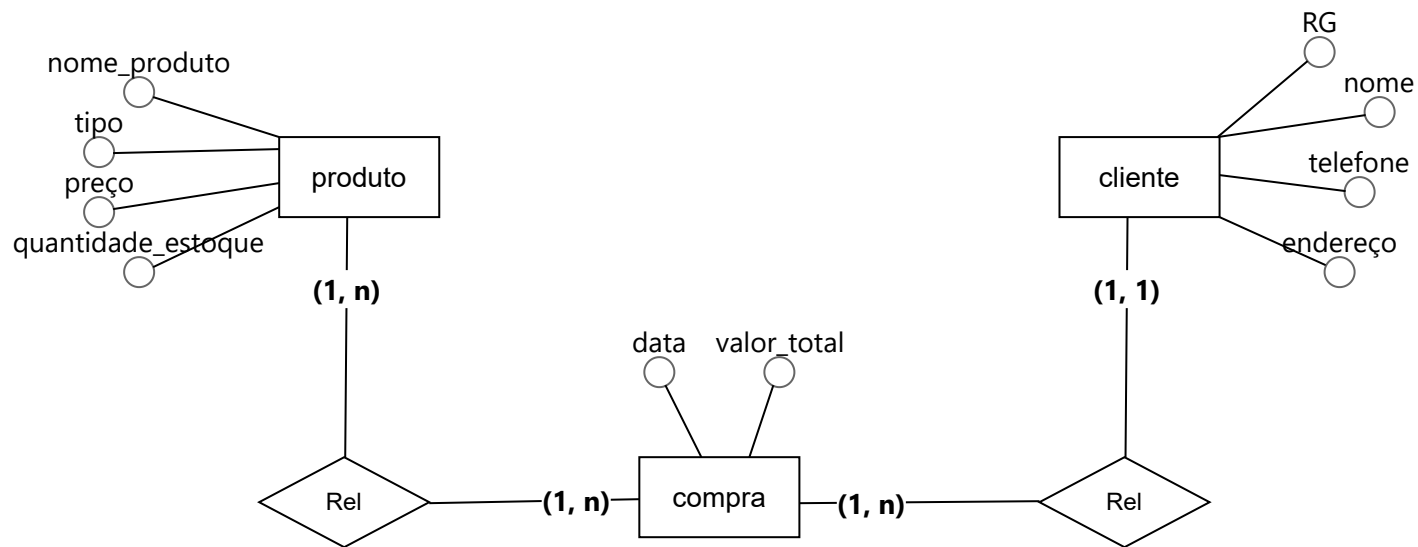 RG
nome_produto
nome
tipo
telefone
preço
produto
cliente
quantidade_estoque
endereço
(1, n)
(1, 1)
data
valor_total
Rel
(1, n)
compra
(1, n)
Rel